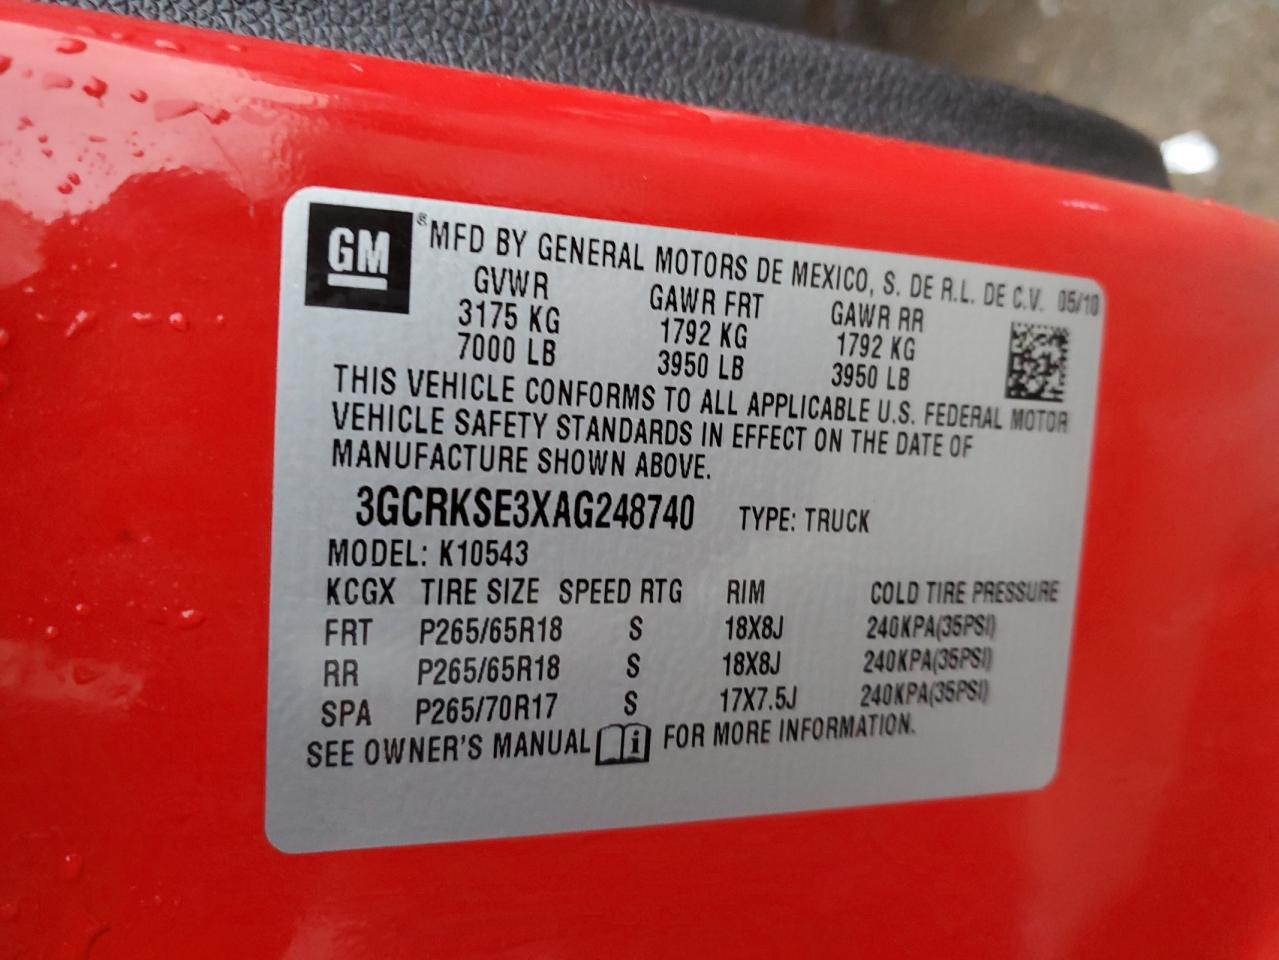 GM
® MFD BY GENERAL MOTORS DE MEXICO, S. DE R.L. DE C.V. 05/10
GVWR GAWR FRT GAWR RR
3175 KG 1792 KG 1792 KG
7000 LB 3950 LB 3950 LB
THIS VEHICLE CONFORMS TO ALL APPLICABLE U.S. FEDERAL MOTOR
VEHICLE SAFETY STANDARDS IN EFFECT ON THE DATE OF
MANUFACTURE SHOWN ABOVE.
3GCRKSE3XAG248740 TYPE: TRUCK
MODEL: K10543
KCGX TIRE SIZE SPEED RTG RIM COLD TIRE PRESSURE
FRT P265/65R18 S 18X8J 240KPA(35PSI)
RR P265/65R18 S 18X8J 240KPA(35PSI)
SPA P265/70R17 S 17X7.5J 240KPA(35PSI)
SEE OWNER'S MANUAL i FOR MORE INFORMATION.